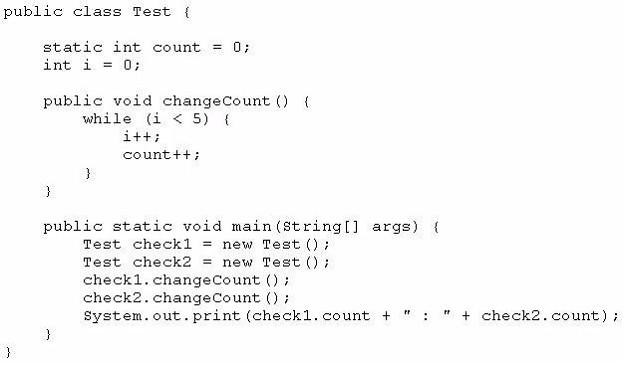 public class Test {
static int count = 0;
int i = 0;
public void changeCount() {
while (i < 5) {
i++;
count++;
}
}
public static void main(String[] args) {
Test check1 = new Test();
Test check2 = new Test();
check1.changeCount();
check2.changeCount();
System.out.print(check1.count + " : " + check2.count);
}
}